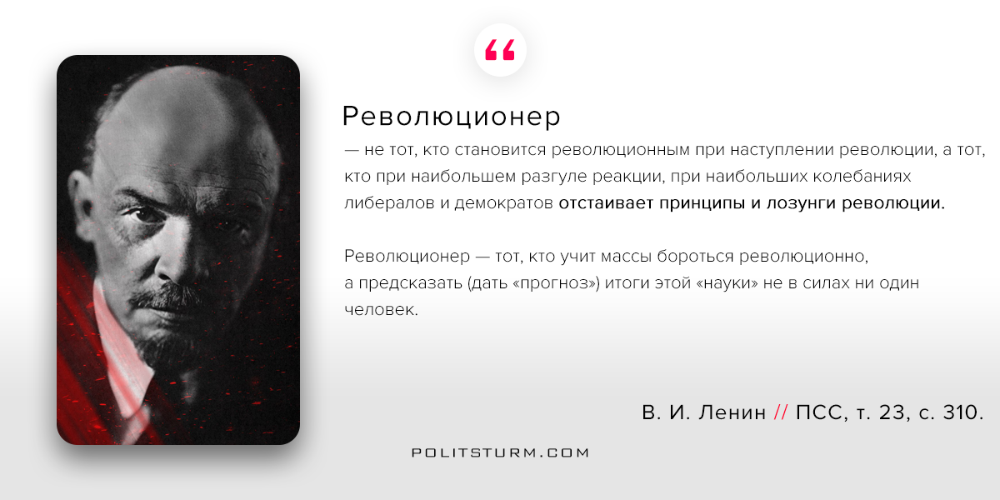 “
Революционер
— не тот, кто становится революционным при наступлении революции, а тот,
кто при наибольшем разгуле реакции, при наибольших колебаниях
либералов и демократов отстаивает принципы и лозунги революции.
Революционер — тот, кто учит массы бороться революционно,
а предсказать (дать «прогноз») итоги этой «науки» не в силах ни один
человек.
В. И. Ленин // ПСС, т. 23, с. 310.
POLITSTURM.COM